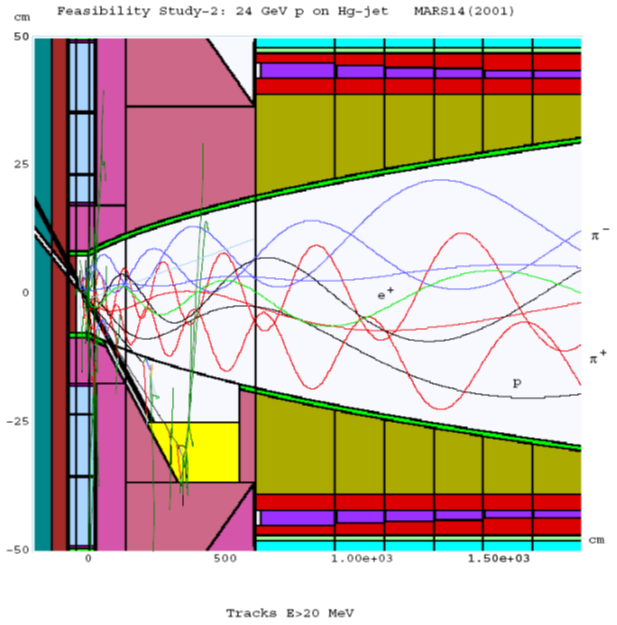 Feasibility Study-2: 24 GeV p on Hg-jet MARS14(2001)
cm
50
25
0
-25
-50
π⁻
e⁺
π⁺
p
cm
0 500 1.00e+03 1.50e+03
Tracks E>20 MeV